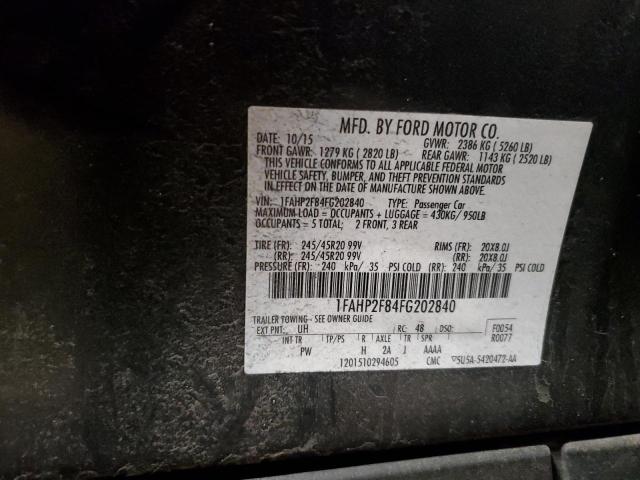 MFD. BY FORD MOTOR CO.
DATE: 10/15 GVWR: 2386 KG ( 5260 LB)
FRONT GAWR: 1279 KG ( 2820 LB) REAR GAWR: 1143 KG ( 2520 LB)
THIS VEHICLE CONFORMS TO ALL APPLICABLE FEDERAL MOTOR
VEHICLE SAFETY, BUMPER, AND THEFT PREVENTION STANDARDS
IN EFFECT ON THE DATE OF MANUFACTURE SHOWN ABOVE.
VIN: 1FAHP2F84FG202840 TYPE: Passenger Car
MAXIMUM LOAD = OCCUPANTS + LUGGAGE = 430KG/ 950LB
OCCUPANTS = 5 TOTAL; 2 FRONT, 3 REAR
TIRE (FR): 245/45R20 99V RIMS (FR): 20X8.0J
(RR): 245/45R20 99V (RR): 20X8.0J
PRESSURE (FR): 240 kPa/ 35 PSI COLD (RR): 240 kPa/ 35 PSI COLD
1FAHP2F84FG202840
TRAILER TOWING - SEE OWNER GUIDE
EXT PNT: UH RC: 48 DSO: F0054
INT TR TP/PS R AXLE TR SPR R0077
PW H 2A J AAAA
1201510294605 CMC 5U5A-5420472-AA